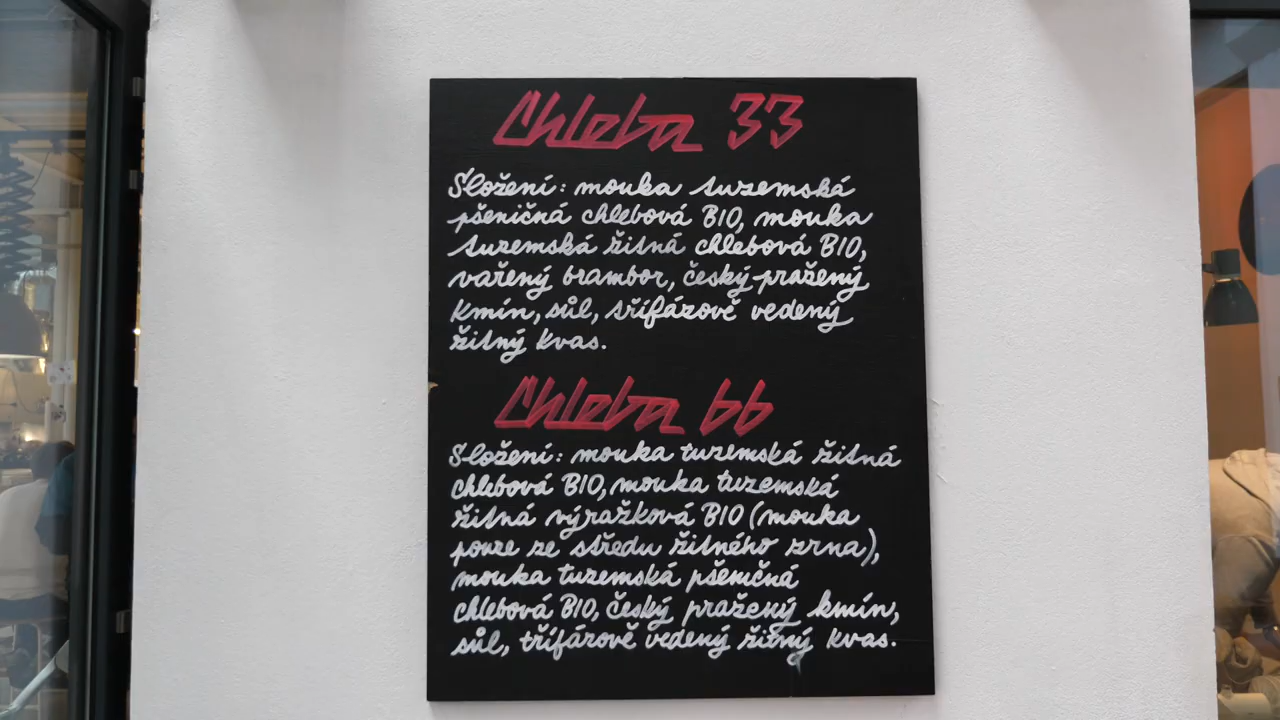 Chleba 33
Složení: mouka tuzemská
pšeničná chlebová BIO, mouka
tuzemská žitná chlebová BIO,
vařený brambor, český pražený
kmín, sůl, třífázově vedený
žitný kvas.
Chleba 66
Složení: mouka tuzemská žitná
chlebová BIO, mouka tuzemská
žitná výražková BIO (mouka
pouze ze středu žitného zrna),
mouka tuzemská pšeničná
chlebová BIO, český pražený kmín,
sůl, třífázově vedený žitný kvas.